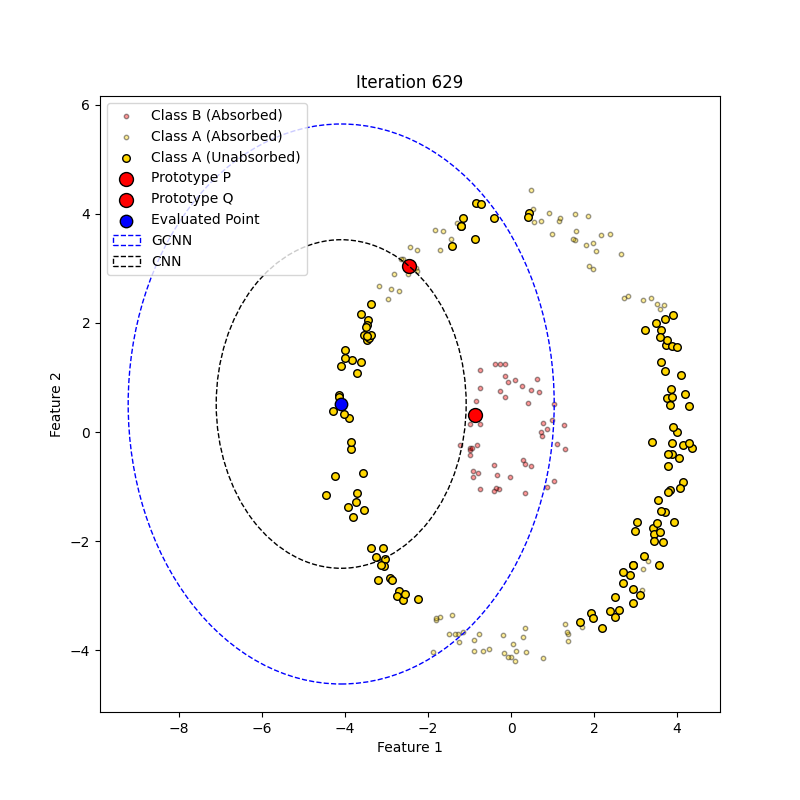 Iteration 629
6
4
2
0
−2
−4
Feature 2
Class B (Absorbed)
Class A (Absorbed)
Class A (Unabsorbed)
Prototype P
Prototype Q
Evaluated Point
GCNN
CNN
−8 −6 −4 −2 0 2 4
Feature 1